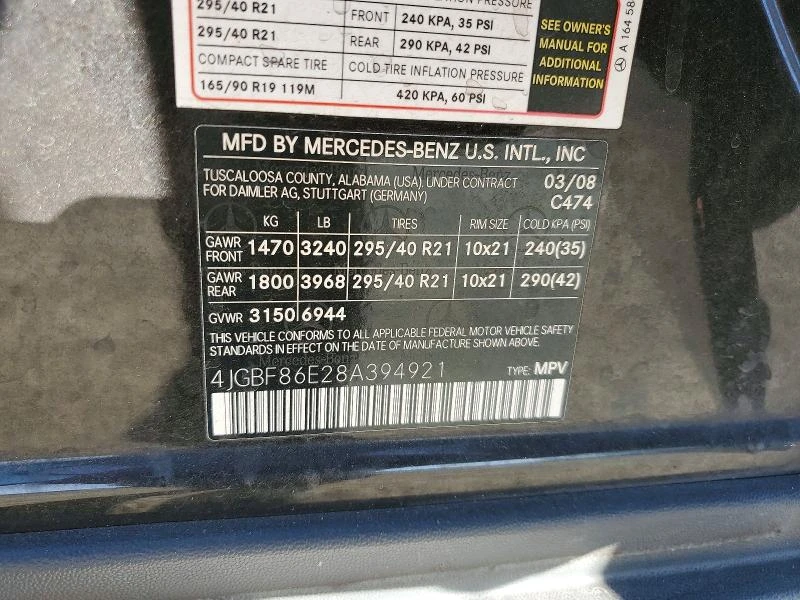 PRESSURE
295/40 R21 FRONT 240 KPA, 35 PSI
295/40 R21 REAR 290 KPA, 42 PSI
COMPACT SPARE TIRE COLD TIRE INFLATION PRESSURE
165/90 R19 119M 420 KPA, 60 PSI
SEE OWNER'S
MANUAL FOR
ADDITIONAL
INFORMATION
A 164 58
MFD BY MERCEDES-BENZ U.S. INTL., INC
TUSCALOOSA COUNTY, ALABAMA (USA) UNDER CONTRACT 03/08
FOR DAIMLER AG, STUTTGART (GERMANY) C474
KG LB TIRES RIM SIZE COLD KPA (PSI)
GAWR FRONT 1470 3240 295/40 R21 10x21 240(35)
GAWR REAR 1800 3968 295/40 R21 10x21 290(42)
GVWR 3150 6944
THIS VEHICLE CONFORMS TO ALL APPLICABLE FEDERAL MOTOR VEHICLE SAFETY
STANDARDS IN EFFECT ON THE DATE OF MANUFACTURE SHOWN ABOVE.
Mercedes-Benz
4JGBF86E28A394921 TYPE: MPV